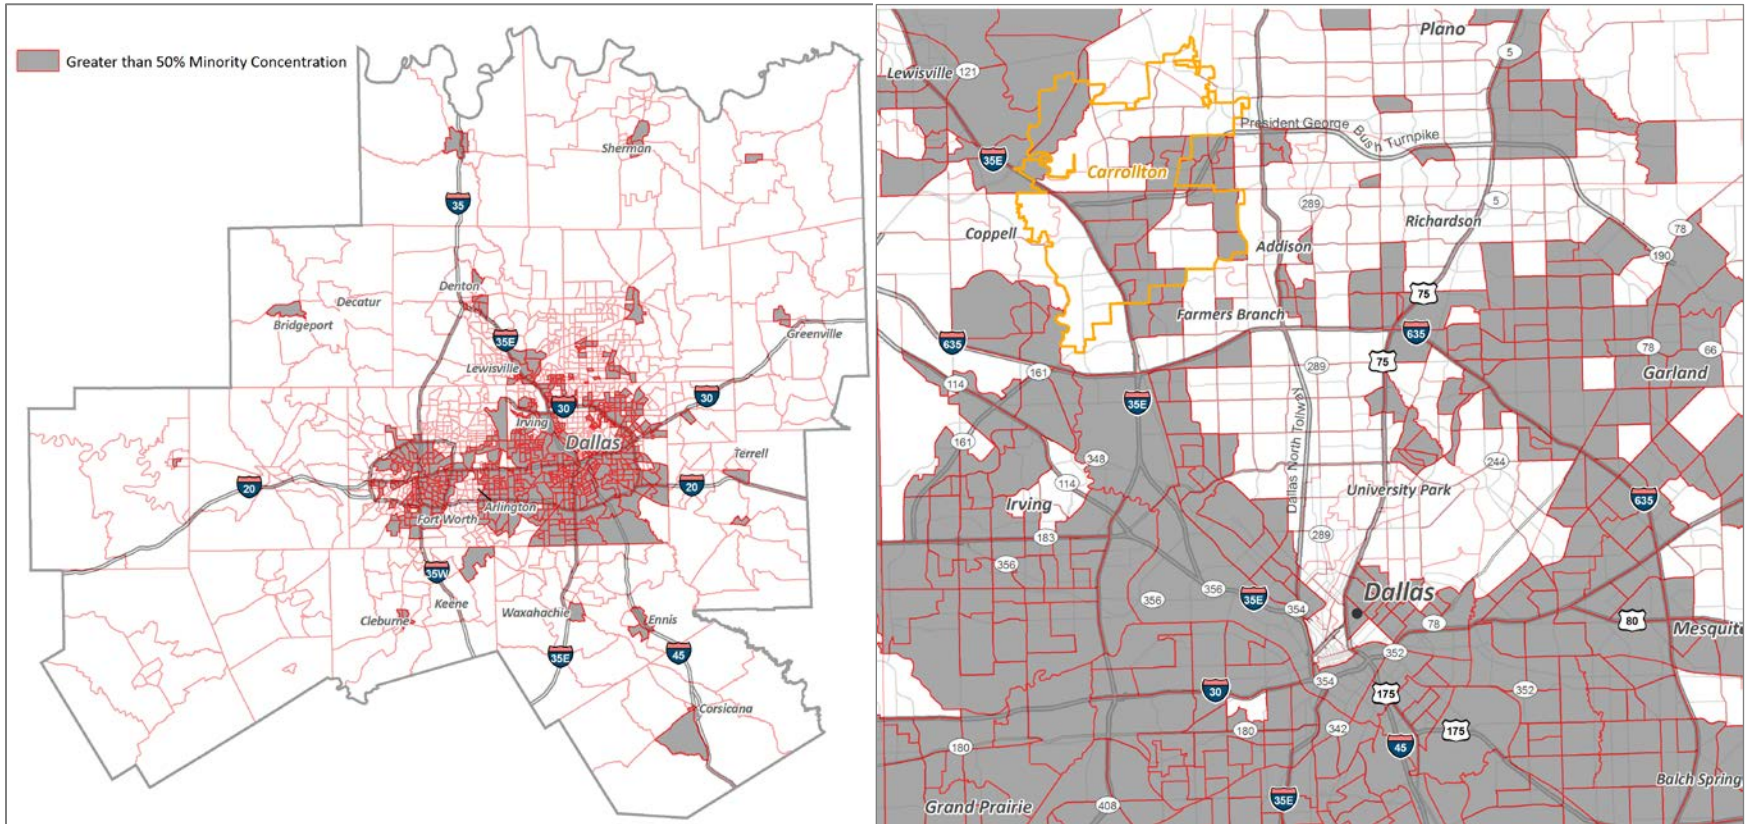 Greater than 50% Minority Concentration
Sherman
35
Denton
Decatur
Bridgeport
Greenville
35E
Lewisville
30
30
Irving
Dallas
Terrell
20
20
Arlington
Fort Worth
35W
Keene
Cleburne
Waxahachie
Ennis
35E
45
Corsicana
Plano
5
Lewisville
121
President George
Bush Turnpike
35E
Carrollton
289
5
Richardson
Coppell
Addison
78
190
75
Farmers Branch
635
635
78
66
75
289
Garland
161
114
35E
Dallas North Tollway
161
348
244
114
University Park
Irving
635
289
183
356
Dallas
356
356
35E
354
78
80
Mesquite
352
354
30
175
352
180
342
175
180
45
Balch Spring
35E
408
Grand Prairie